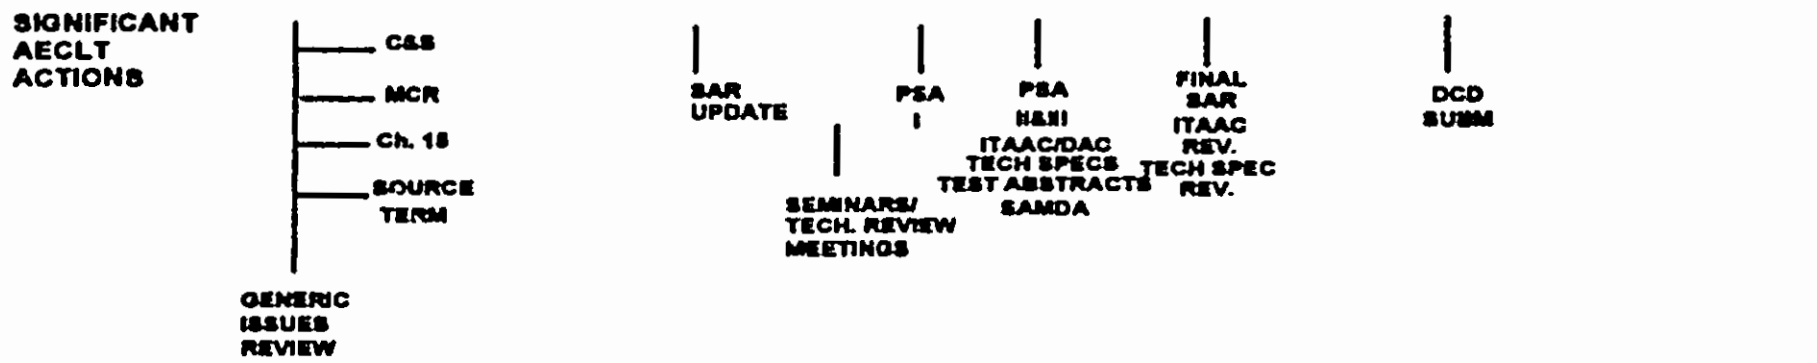 SIGNIFICANT
AECLT
ACTIONS
C&S
MCR
Ch. 15
SOURCE
TERM
GENERIC
ISSUES
REVIEW
SAR
UPDATE
SEMINARS/
TECH. REVIEW
MEETINGS
PSA
I
PSA
II&III
ITAAC/DAC
TECH SPECS
TEST ABSTRACTS
SAMDA
FINAL
SAR
ITAAC
REV.
TECH SPEC
REV.
DCD
SUBM